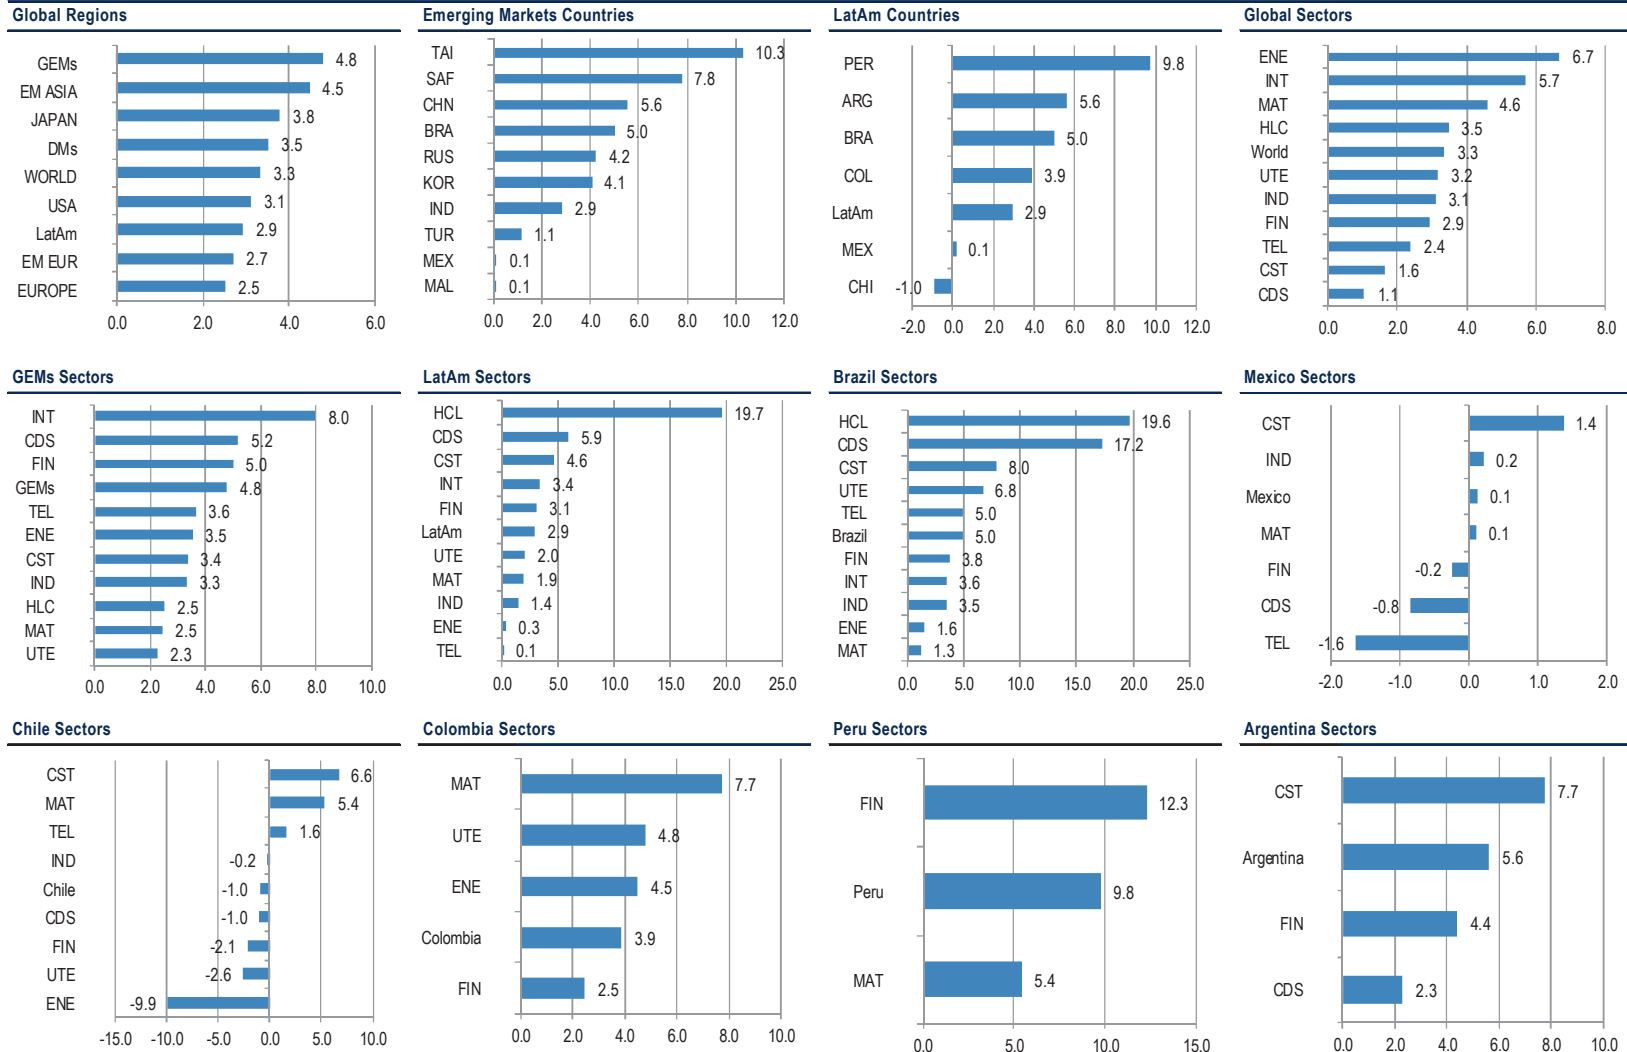 Global Regions
GEMs 4.8
EM ASIA 4.5
JAPAN 3.8
DMs 3.5
WORLD 3.3
USA 3.1
LatAm 2.9
EM EUR 2.7
EUROPE 2.5
0.0 2.0 4.0 6.0
Emerging Markets Countries
TAI 10.3
SAF 7.8
CHN 5.6
BRA 5.0
RUS 4.2
KOR 4.1
IND 2.9
TUR 1.1
MEX 0.1
MAL 0.1
0.0 2.0 4.0 6.0 8.0 10.0 12.0
LatAm Countries
PER 9.8
ARG 5.6
BRA 5.0
COL 3.9
LatAm 2.9
MEX 0.1
CHI -1.0
-2.0 0.0 2.0 4.0 6.0 8.0 10.0 12.0
Global Sectors
ENE 6.7
INT 5.7
MAT 4.6
HLC 3.5
World 3.3
UTE 3.2
IND 3.1
FIN 2.9
TEL 2.4
CST 1.6
CDS 1.1
0.0 2.0 4.0 6.0 8.0
GEMs Sectors
INT 8.0
CDS 5.2
FIN 5.0
GEMs 4.8
TEL 3.6
ENE 3.5
CST 3.4
IND 3.3
HLC 2.5
MAT 2.5
UTE 2.3
0.0 2.0 4.0 6.0 8.0 10.0
LatAm Sectors
HCL 19.7
CDS 5.9
CST 4.6
INT 3.4
FIN 3.1
LatAm 2.9
UTE 2.0
MAT 1.9
IND 1.4
ENE 0.3
TEL 0.1
0.0 5.0 10.0 15.0 20.0 25.0
Brazil Sectors
HCL 19.6
CDS 17.2
CST 8.0
UTE 6.8
TEL 5.0
Brazil 5.0
FIN 3.8
INT 3.6
IND 3.5
ENE 1.6
MAT 1.3
0.0 5.0 10.0 15.0 20.0 25.0
Mexico Sectors
CST 1.4
IND 0.2
Mexico 0.1
MAT 0.1
FIN -0.2
CDS -0.8
TEL -1.6
-2.0 -1.0 0.0 1.0 2.0
Chile Sectors
CST 6.6
MAT 5.4
TEL 1.6
IND -0.2
Chile -1.0
CDS -1.0
FIN -2.1
UTE -2.6
ENE -9.9
-15.0 -10.0 -5.0 0.0 5.0 10.0
Colombia Sectors
MAT 7.7
UTE 4.8
ENE 4.5
Colombia 3.9
FIN 2.5
0.0 2.0 4.0 6.0 8.0 10.0
Peru Sectors
FIN 12.3
Peru 9.8
MAT 5.4
0.0 5.0 10.0 15.0
Argentina Sectors
CST 7.7
Argentina 5.6
FIN 4.4
CDS 2.3
0.0 2.0 4.0 6.0 8.0 10.0